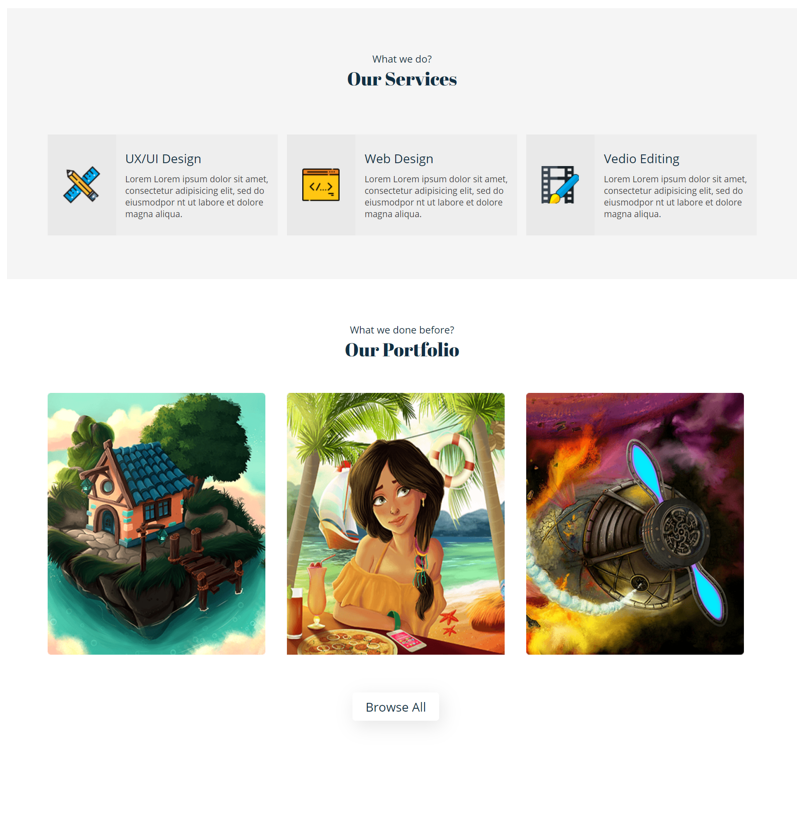 What we do?
Our Services
UX/UI Design
Lorem Lorem ipsum dolor sit amet,
consectetur adipisicing elit, sed do
eiusmodpor nt ut labore et dolore
magna aliqua.
</...>
Web Design
Lorem Lorem ipsum dolor sit amet,
consectetur adipisicing elit, sed do
eiusmodpor nt ut labore et dolore
magna aliqua.
Vedio Editing
Lorem Lorem ipsum dolor sit amet,
consectetur adipisicing elit, sed do
eiusmodpor nt ut labore et dolore
magna aliqua.
What we done before?
Our Portfolio
Browse All